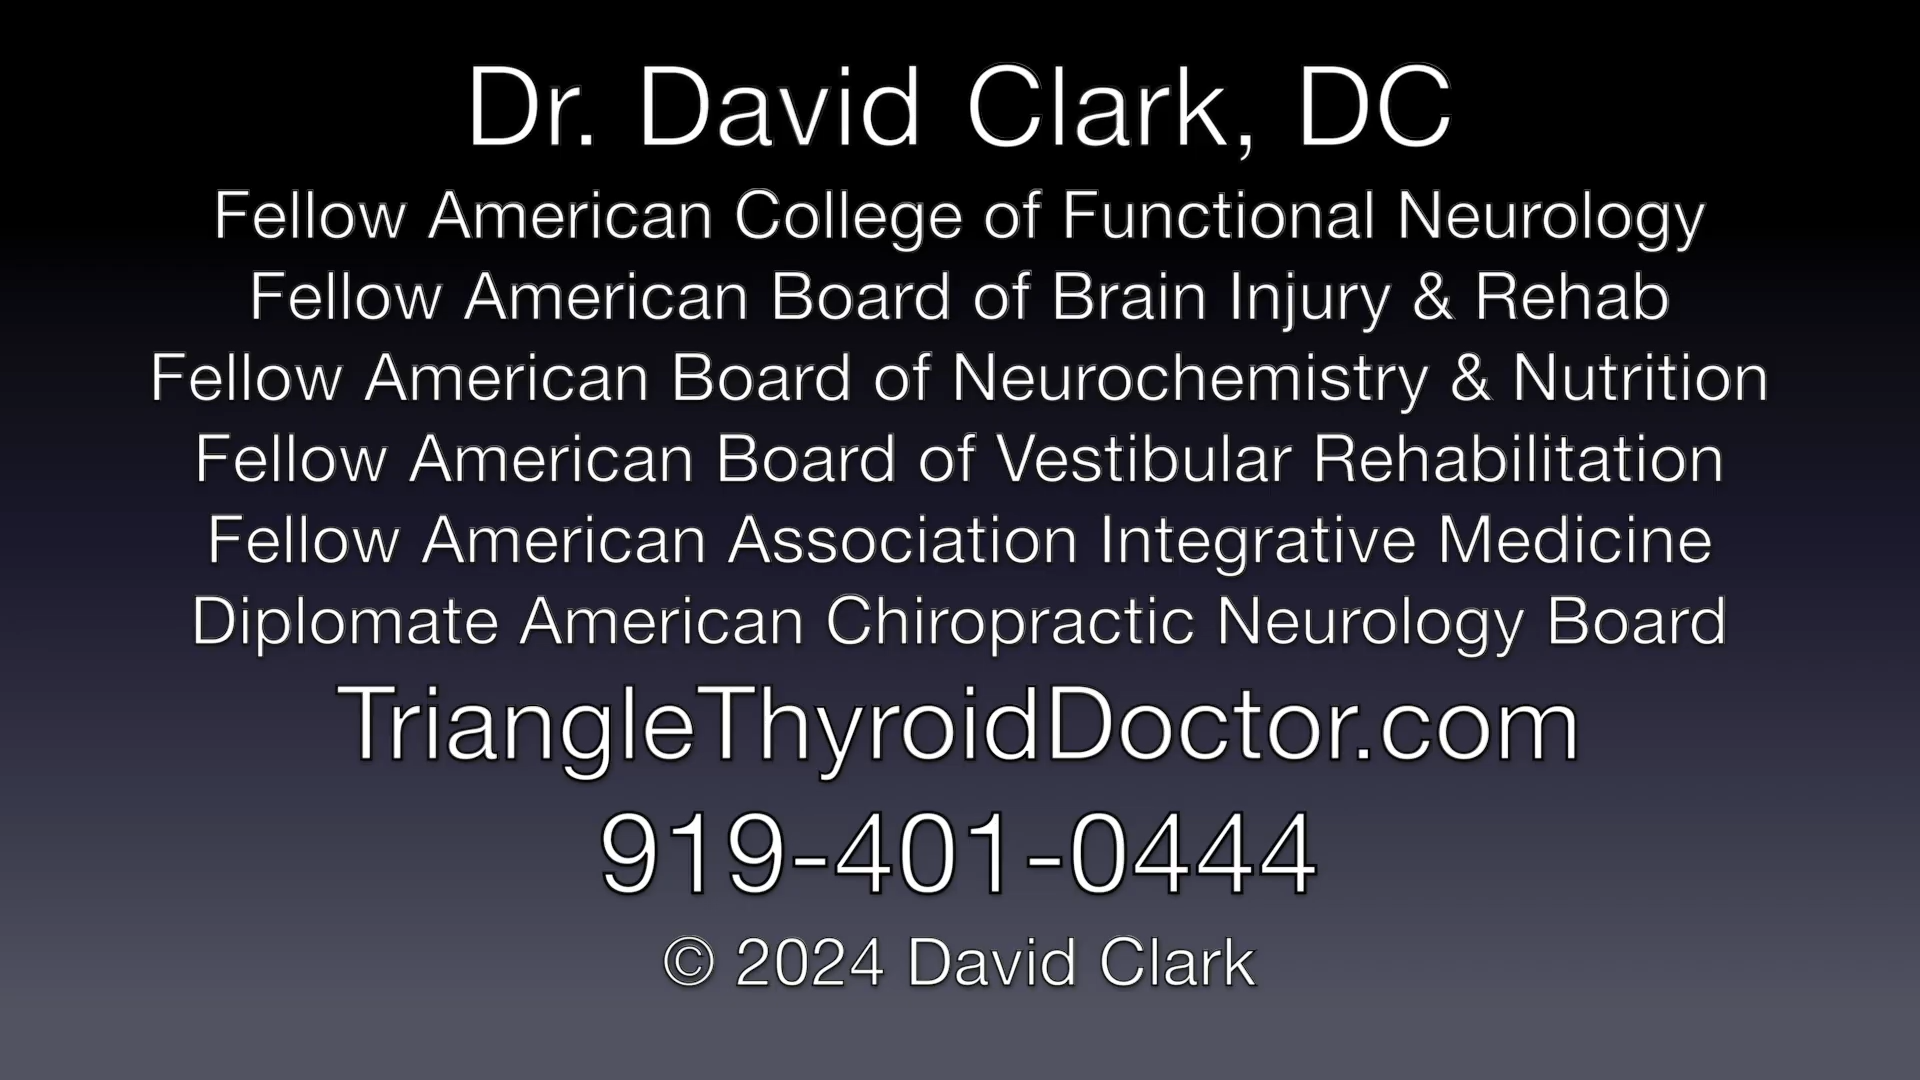 Dr. David Clark, DC
Fellow American College of Functional Neurology
Fellow American Board of Brain Injury & Rehab
Fellow American Board of Neurochemistry & Nutrition
Fellow American Board of Vestibular Rehabilitation
Fellow American Association Integrative Medicine
Diplomate American Chiropractic Neurology Board
TriangleThyroidDoctor.com
919-401-0444
© 2024 David Clark